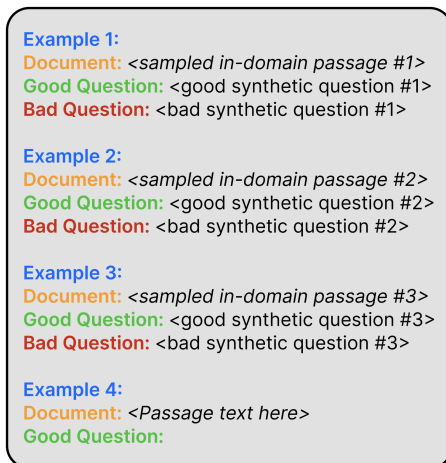 Example 1:
Document: <sampled in-domain passage #1>
Good Question: <good synthetic question #1>
Bad Question: <bad synthetic question #1>
Example 2:
Document: <sampled in-domain passage #2>
Good Question: <good synthetic question #2>
Bad Question: <bad synthetic question #2>
Example 3:
Document: <sampled in-domain passage #3>
Good Question: <good synthetic question #3>
Bad Question: <bad synthetic question #3>
Example 4:
Document: <Passage text here>
Good Question: